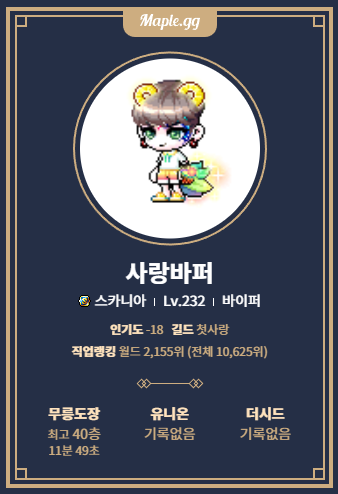 Maple.gg
사랑바퍼
스카니아 | Lv.232 | 바이퍼
인기도 -18 길드 첫사랑
직업랭킹 월드 2,155위 (전체 10,625위)
무릉도장 유니온 더시드
최고 40층 기록없음 기록없음
11분 49초